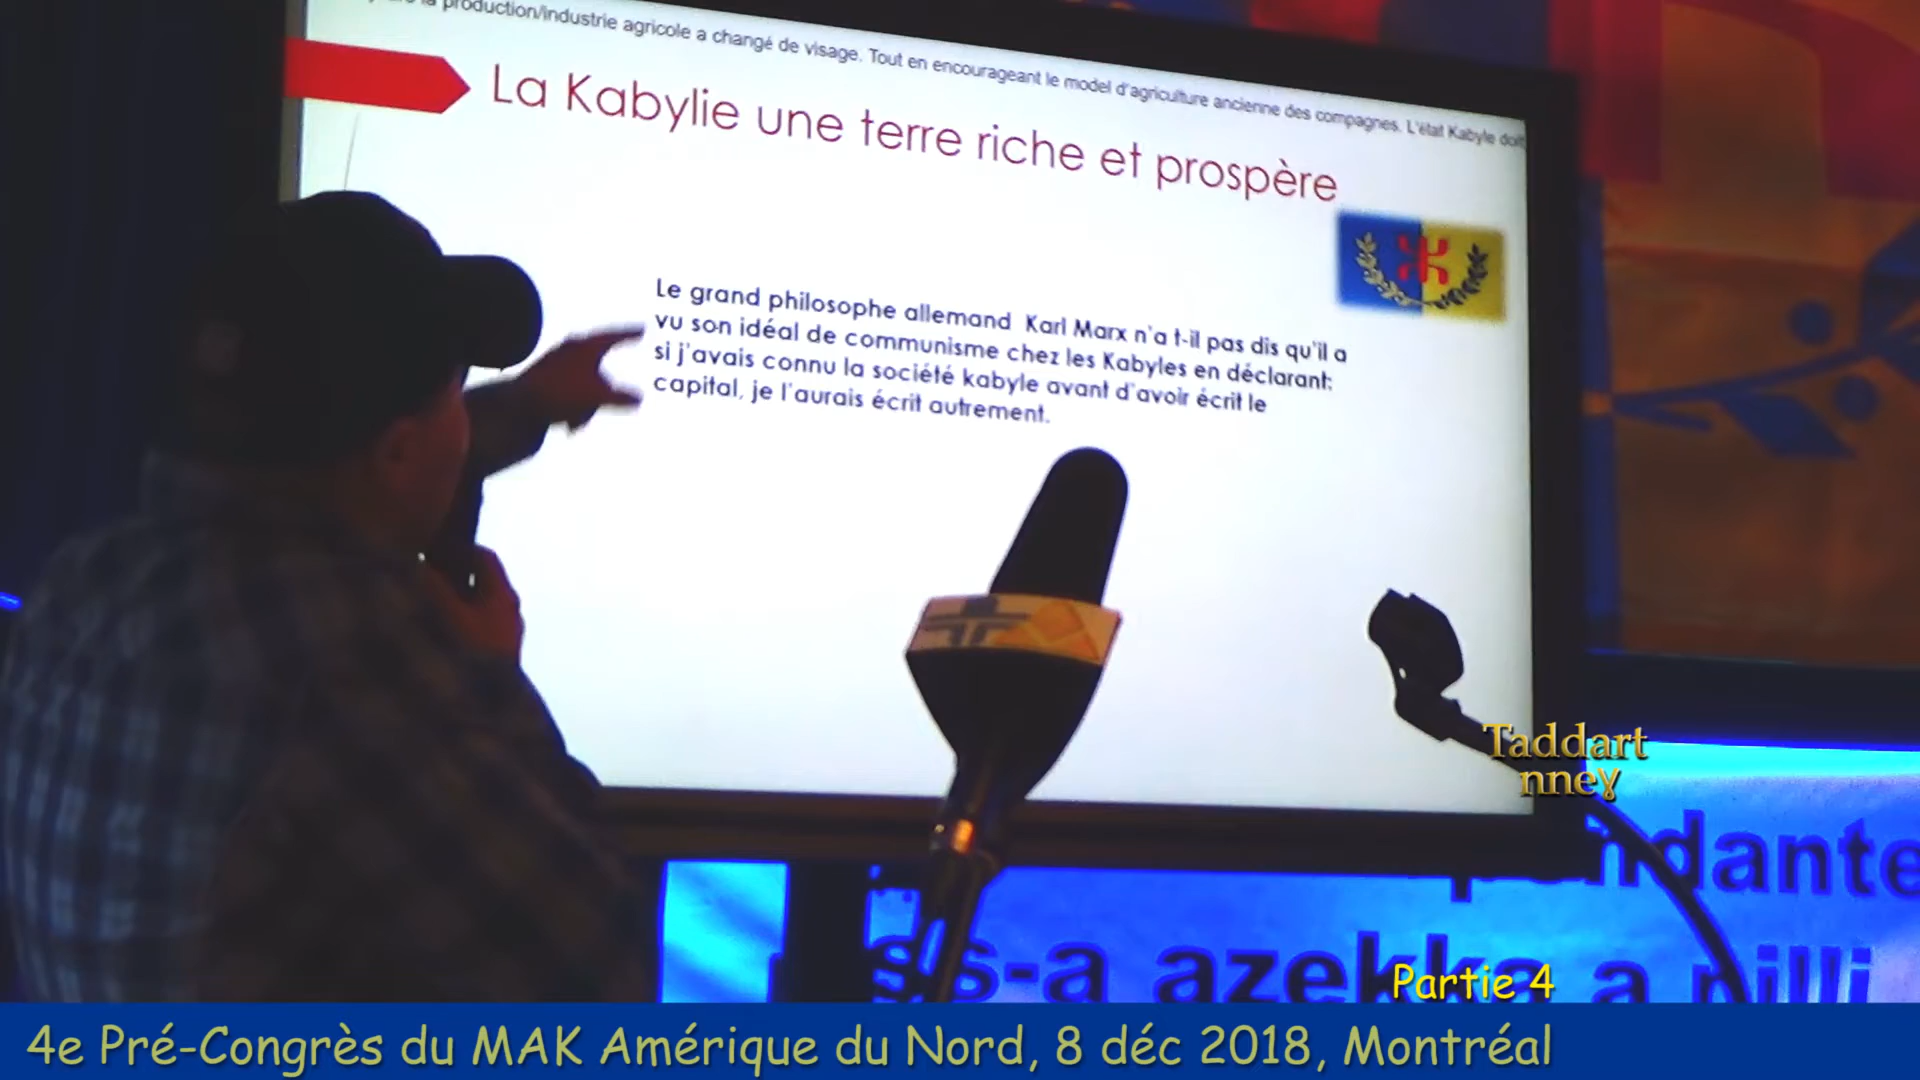 production/industrie agricole a changé de visage. Tout en encourageant le model d'agriculture ancienne des compagnes. L'état Kabyle doit
La Kabylie une terre riche et prospère
Le grand philosophe allemand Karl Marx n'a t-il pas dis qu'il a
vu son idéal de communisme chez les Kabyles en déclarant:
si j'avais connu la société kabyle avant d'avoir écrit le
capital, je l'aurais écrit autrement.
Taddart
nneɣ
azekka a
Partie 4
4e Pré-Congrès du MAK Amérique du Nord, 8 déc 2018, Montréal